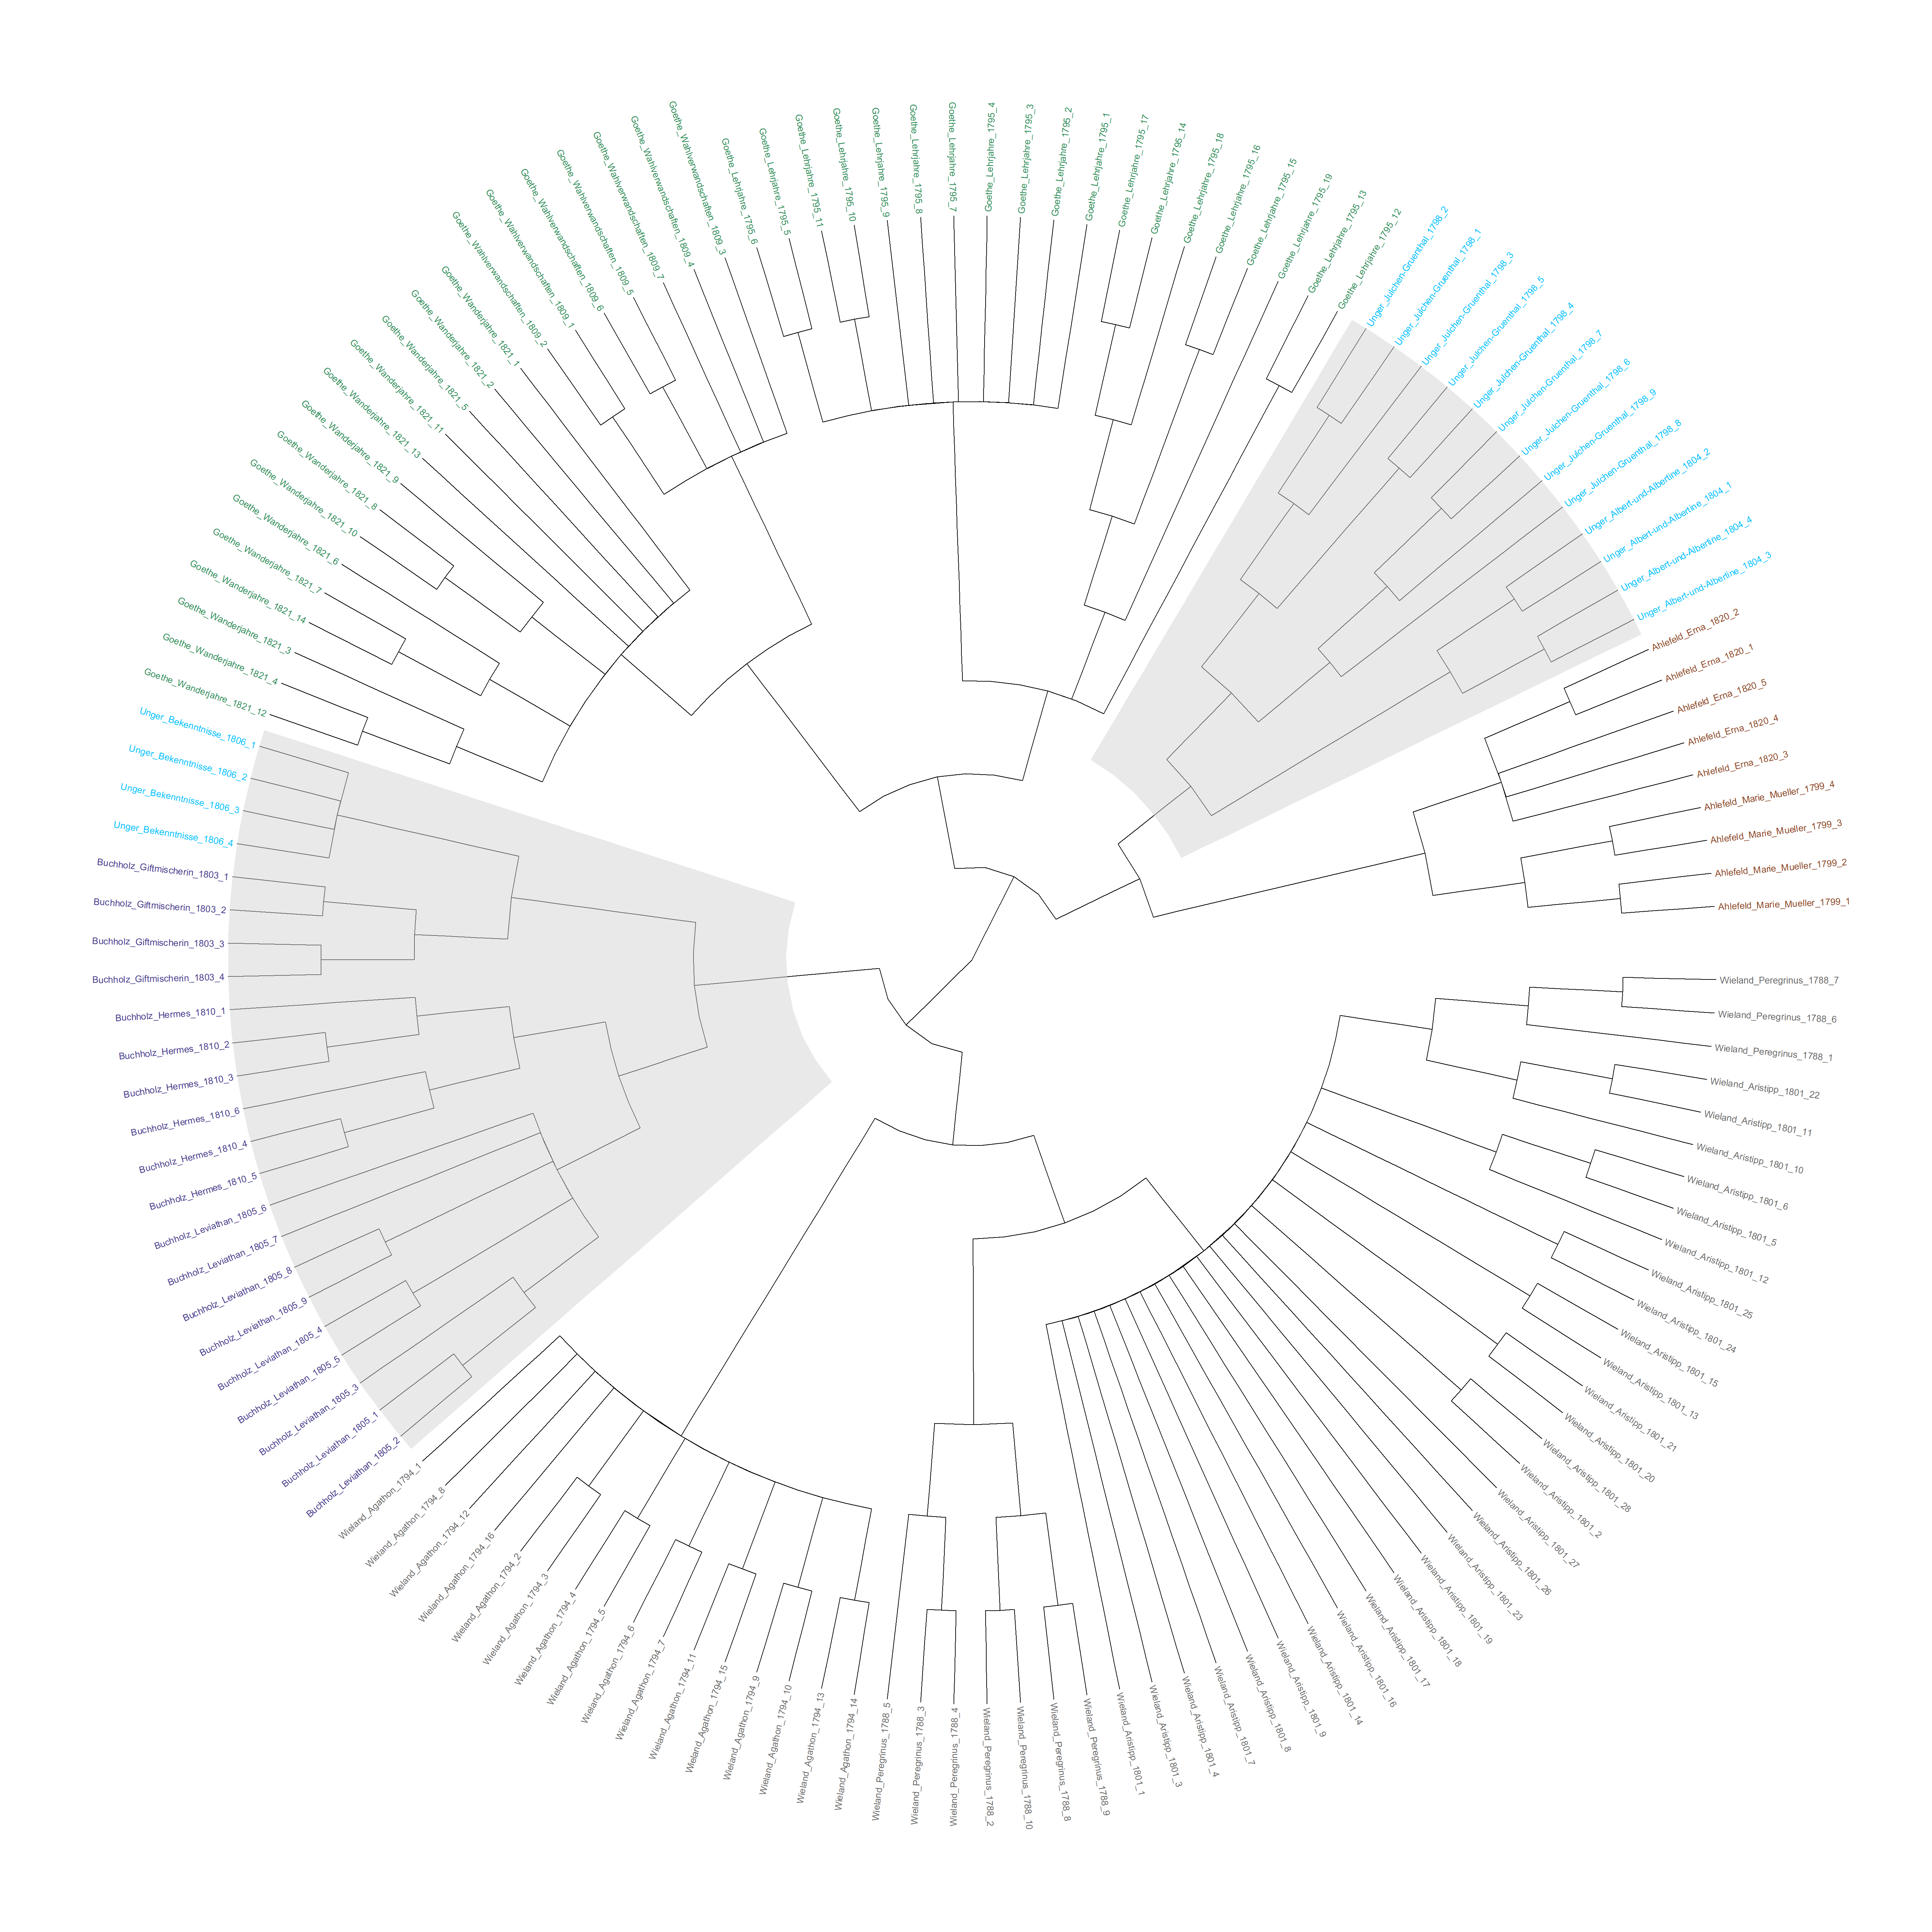 Goethe_Lehrjahre_1795_4
Goethe_Lehrjahre_1795_3
Goethe_Lehrjahre_1795_2
Goethe_Lehrjahre_1795_1
Goethe_Lehrjahre_1795_17
Goethe_Lehrjahre_1795_14
Goethe_Lehrjahre_1795_18
Goethe_Lehrjahre_1795_16
Goethe_Lehrjahre_1795_15
Goethe_Lehrjahre_1795_19
Goethe_Lehrjahre_1795_13
Goethe_Lehrjahre_1795_12
Unger_Julchen-Gruenthal_1798_2
Unger_Julchen-Gruenthal_1798_1
Unger_Julchen-Gruenthal_1798_3
Unger_Julchen-Gruenthal_1798_5
Unger_Julchen-Gruenthal_1798_4
Unger_Julchen-Gruenthal_1798_7
Unger_Julchen-Gruenthal_1798_6
Unger_Julchen-Gruenthal_1798_9
Unger_Julchen-Gruenthal_1798_8
Unger_Albert-und-Albertine_1804_2
Unger_Albert-und-Albertine_1804_1
Unger_Albert-und-Albertine_1804_4
Unger_Albert-und-Albertine_1804_3
Ahlefeld_Erna_1820_2
Ahlefeld_Erna_1820_1
Ahlefeld_Erna_1820_5
Ahlefeld_Erna_1820_4
Ahlefeld_Erna_1820_3
Ahlefeld_Marie_Mueller_1799_4
Ahlefeld_Marie_Mueller_1799_3
Ahlefeld_Marie_Mueller_1799_2
Ahlefeld_Marie_Mueller_1799_1
Wieland_Peregrinus_1788_7
Wieland_Peregrinus_1788_6
Wieland_Peregrinus_1788_1
Wieland_Aristipp_1801_22
Wieland_Aristipp_1801_11
Wieland_Aristipp_1801_10
Wieland_Aristipp_1801_6
Wieland_Aristipp_1801_5
Wieland_Aristipp_1801_12
Wieland_Aristipp_1801_25
Wieland_Aristipp_1801_24
Wieland_Aristipp_1801_15
Wieland_Aristipp_1801_13
Wieland_Aristipp_1801_21
Wieland_Aristipp_1801_20
Wieland_Aristipp_1801_28
Wieland_Aristipp_1801_2
Wieland_Aristipp_1801_27
Wieland_Aristipp_1801_26
Wieland_Aristipp_1801_23
Wieland_Aristipp_1801_19
Wieland_Aristipp_1801_18
Wieland_Aristipp_1801_17
Wieland_Aristipp_1801_16
Wieland_Aristipp_1801_14
Wieland_Aristipp_1801_9
Wieland_Aristipp_1801_8
Wieland_Aristipp_1801_7
Wieland_Aristipp_1801_4
Wieland_Aristipp_1801_3
Wieland_Aristipp_1801_1
Wieland_Peregrinus_1788_9
Wieland_Peregrinus_1788_8
Wieland_Peregrinus_1788_10
Wieland_Peregrinus_1788_2
Wieland_Peregrinus_1788_4
Wieland_Peregrinus_1788_3
Wieland_Peregrinus_1788_5
Wieland_Agathon_1794_14
Wieland_Agathon_1794_13
Wieland_Agathon_1794_10
Wieland_Agathon_1794_9
Wieland_Agathon_1794_15
Wieland_Agathon_1794_11
Wieland_Agathon_1794_7
Wieland_Agathon_1794_6
Wieland_Agathon_1794_5
Wieland_Agathon_1794_4
Wieland_Agathon_1794_3
Wieland_Agathon_1794_2
Wieland_Agathon_1794_16
Wieland_Agathon_1794_12
Wieland_Agathon_1794_8
Wieland_Agathon_1794_1
Buchholz_Leviathan_1805_2
Buchholz_Leviathan_1805_1
Buchholz_Leviathan_1805_3
Buchholz_Leviathan_1805_5
Buchholz_Leviathan_1805_4
Buchholz_Leviathan_1805_9
Buchholz_Leviathan_1805_8
Buchholz_Leviathan_1805_7
Buchholz_Leviathan_1805_6
Buchholz_Hermes_1810_5
Buchholz_Hermes_1810_4
Buchholz_Hermes_1810_6
Buchholz_Hermes_1810_3
Buchholz_Hermes_1810_2
Buchholz_Hermes_1810_1
Buchholz_Giftmischerin_1803_4
Buchholz_Giftmischerin_1803_3
Buchholz_Giftmischerin_1803_2
Buchholz_Giftmischerin_1803_1
Unger_Bekenntnisse_1806_4
Unger_Bekenntnisse_1806_3
Unger_Bekenntnisse_1806_2
Unger_Bekenntnisse_1806_1
Goethe_Wanderjahre_1821_12
Goethe_Wanderjahre_1821_4
Goethe_Wanderjahre_1821_3
Goethe_Wanderjahre_1821_14
Goethe_Wanderjahre_1821_7
Goethe_Wanderjahre_1821_6
Goethe_Wanderjahre_1821_10
Goethe_Wanderjahre_1821_8
Goethe_Wanderjahre_1821_9
Goethe_Wanderjahre_1821_13
Goethe_Wanderjahre_1821_11
Goethe_Wanderjahre_1821_5
Goethe_Wanderjahre_1821_2
Goethe_Wanderjahre_1821_1
Goethe_Wahlverwandschaften_1809_2
Goethe_Wahlverwandschaften_1809_1
Goethe_Wahlverwandschaften_1809_6
Goethe_Wahlverwandschaften_1809_5
Goethe_Wahlverwandschaften_1809_7
Goethe_Wahlverwandschaften_1809_4
Goethe_Wahlverwandschaften_1809_3
Goethe_Lehrjahre_1795_6
Goethe_Lehrjahre_1795_5
Goethe_Lehrjahre_1795_11
Goethe_Lehrjahre_1795_10
Goethe_Lehrjahre_1795_9
Goethe_Lehrjahre_1795_8
Goethe_Lehrjahre_1795_7